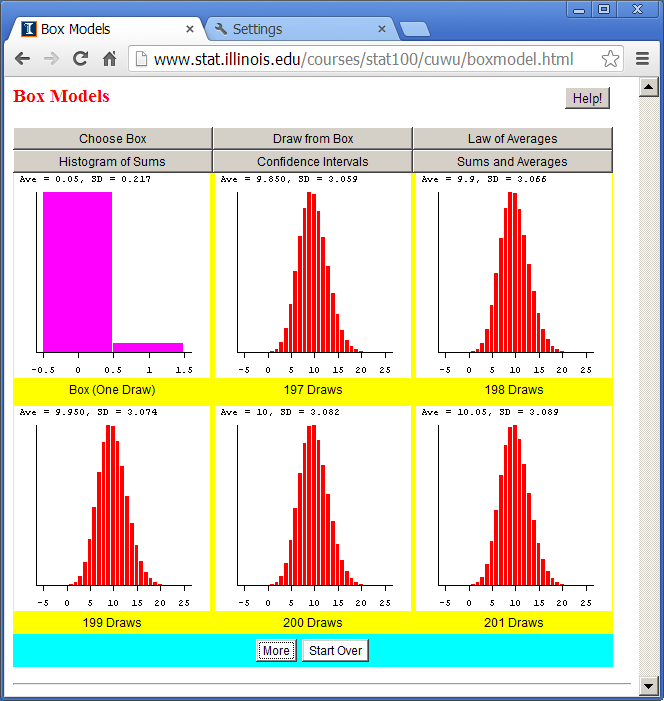 Box Models
Settings
www.stat.illinois.edu/courses/stat100/cuwu/boxmodel.html
Box Models
Help!
Choose Box
Draw from Box
Law of Averages
Histogram of Sums
Confidence Intervals
Sums and Averages
Ave = 0.05, SD = 0.217
Ave = 9.850, SD = 3.059
Ave = 9.9, SD = 3.066
-0.5 0 0.5 1 1.5
-5 0 5 10 15 20 25
-5 0 5 10 15 20 25
Box (One Draw)
197 Draws
198 Draws
Ave = 9.950, SD = 3.074
Ave = 10, SD = 3.082
Ave = 10.05, SD = 3.089
-5 0 5 10 15 20 25
-5 0 5 10 15 20 25
-5 0 5 10 15 20 25
199 Draws
200 Draws
201 Draws
More
Start Over